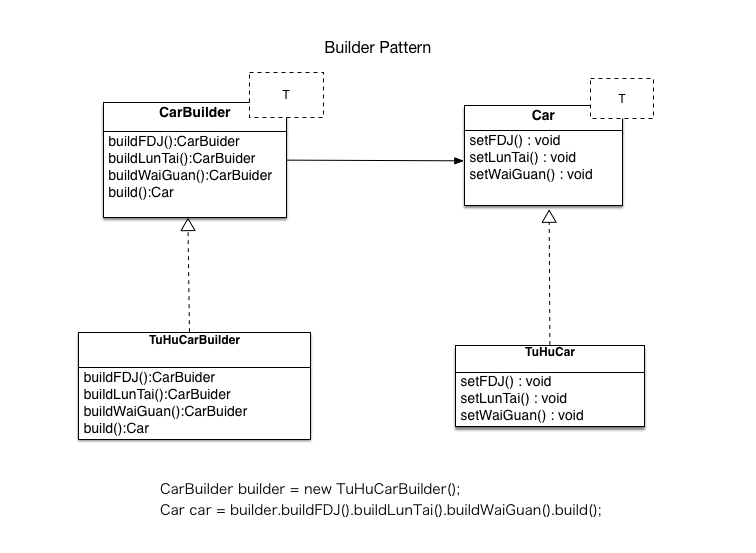 Builder Pattern
T
CarBuilder
buildFDJ():CarBuider
buildLunTai():CarBuider
buildWaiGuan():CarBuider
build():Car
T
Car
setFDJ() : void
setLunTai() : void
setWaiGuan() : void
TuHuCarBuilder
buildFDJ():CarBuider
buildLunTai():CarBuider
buildWaiGuan():CarBuider
build():Car
TuHuCar
setFDJ() : void
setLunTai() : void
setWaiGuan() : void
CarBuilder builder = new TuHuCarBuilder();
Car car = builder.buildFDJ().buildLunTai().buildWaiGuan().build();